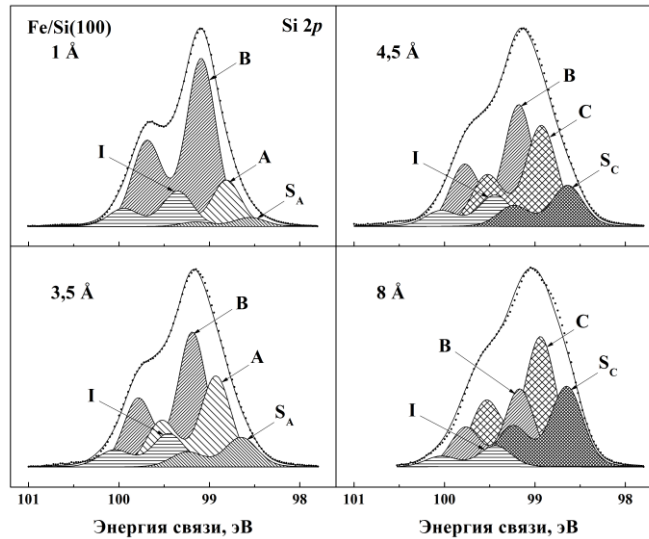 Fe/Si(100) Si 2p
1 Å
B
I
A
S_A
4,5 Å
B
C
I
S_C
3,5 Å
B
A
I
S_A
101 100 99 98
Энергия связи, эВ
8 Å
C
B
S_C
I
101 100 99 98
Энергия связи, эВ